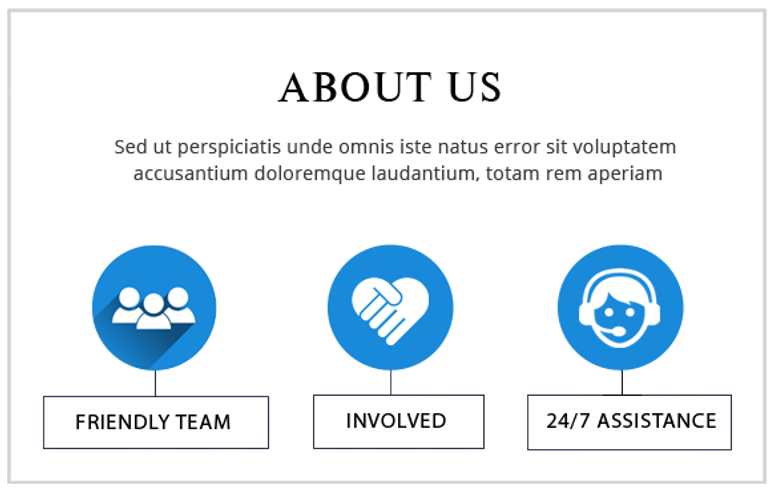 ABOUT US
Sed ut perspiciatis unde omnis iste natus error sit voluptatem
accusantium doloremque laudantium, totam rem aperiam
FRIENDLY TEAM
INVOLVED
24/7 ASSISTANCE